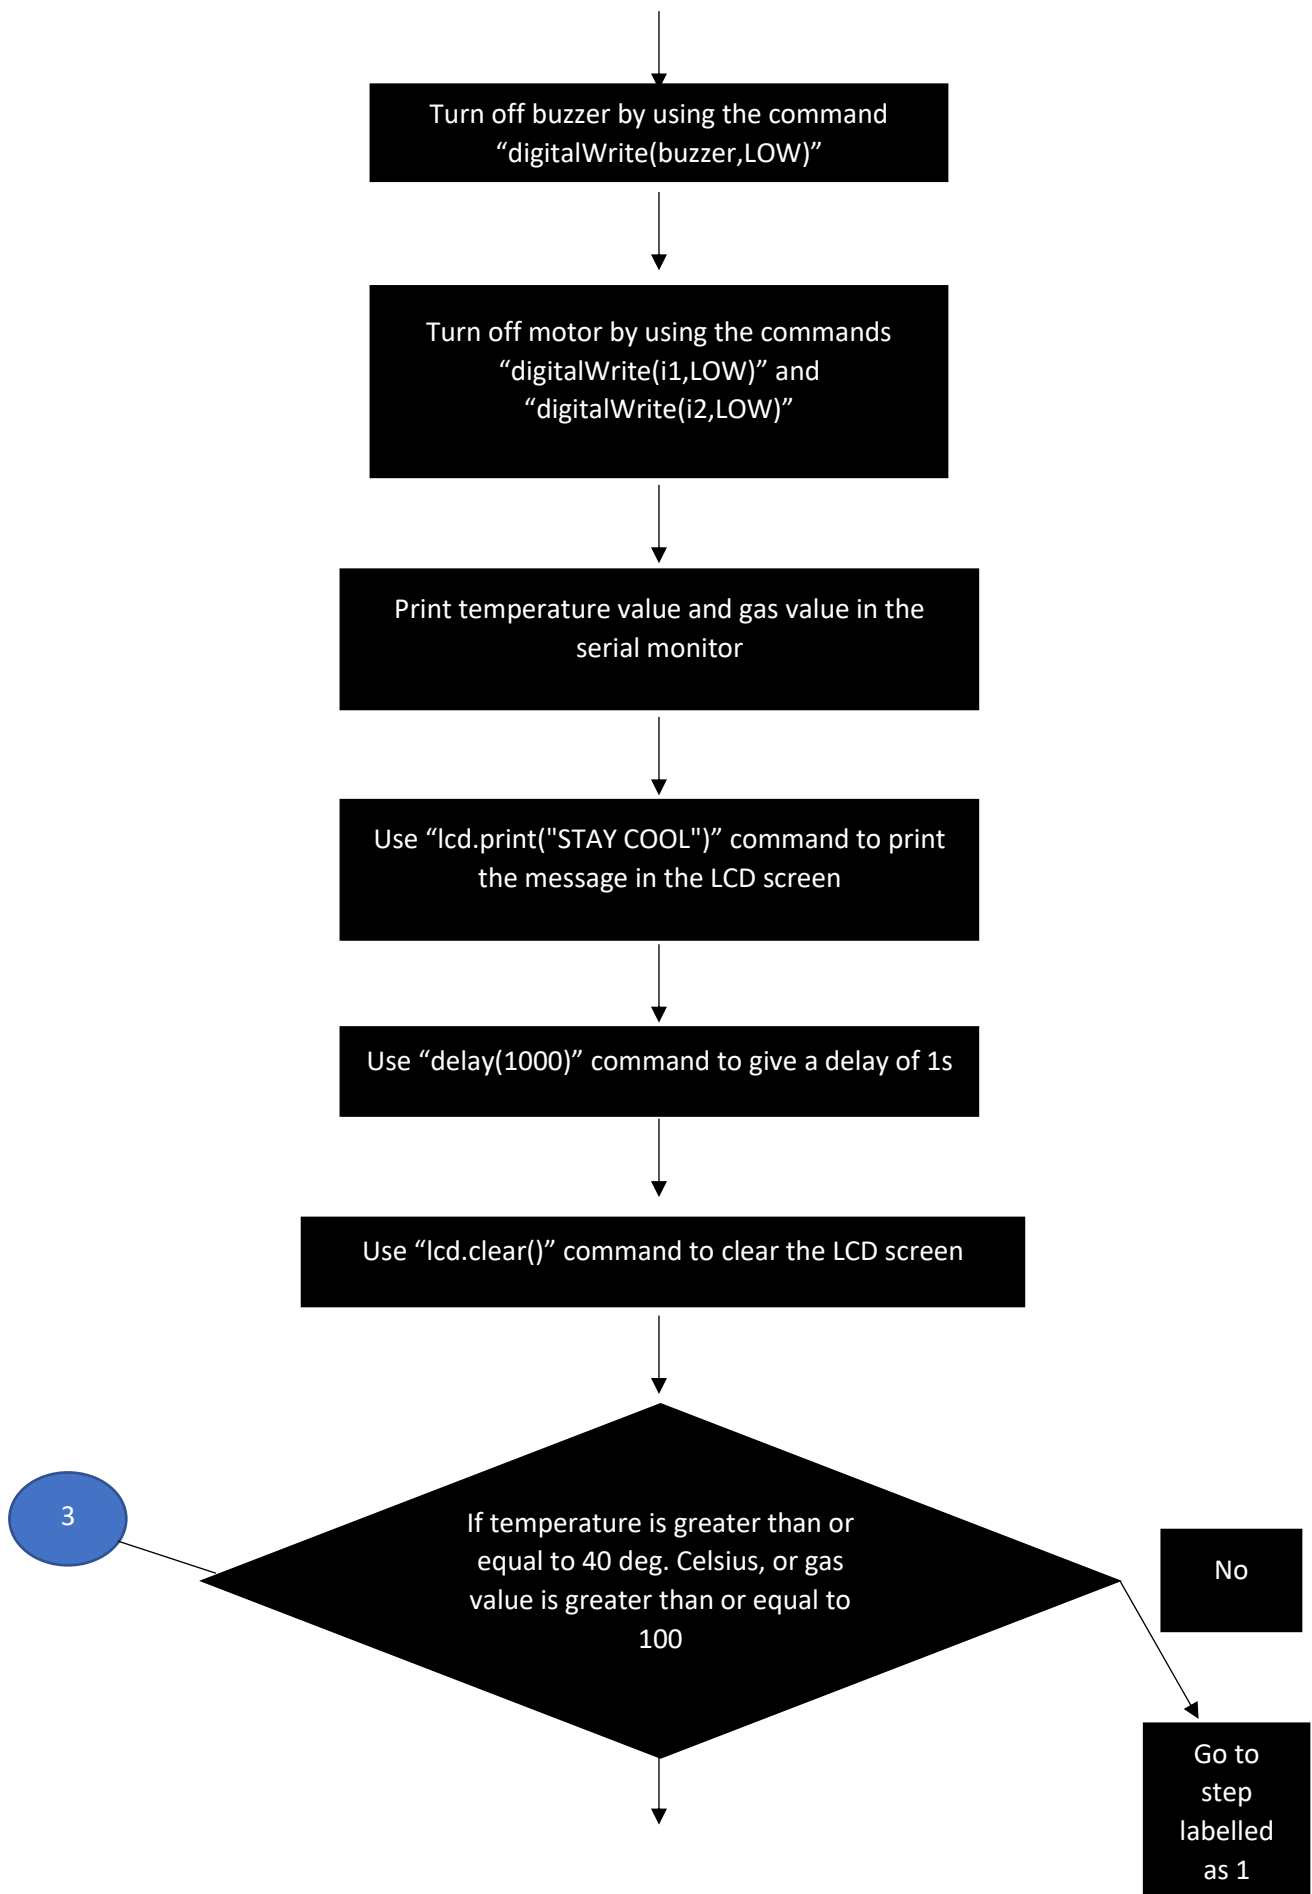 Turn off buzzer by using the command
“digitalWrite(buzzer,LOW)”
Turn off motor by using the commands
“digitalWrite(i1,LOW)” and
“digitalWrite(i2,LOW)”
Print temperature value and gas value in the
serial monitor
Use “lcd.print("STAY COOL")” command to print
the message in the LCD screen
Use “delay(1000)” command to give a delay of 1s
Use “lcd.clear()” command to clear the LCD screen
3
If temperature is greater than or
equal to 40 deg. Celsius, or gas
value is greater than or equal to
100
No
Go to
step
labelled
as 1